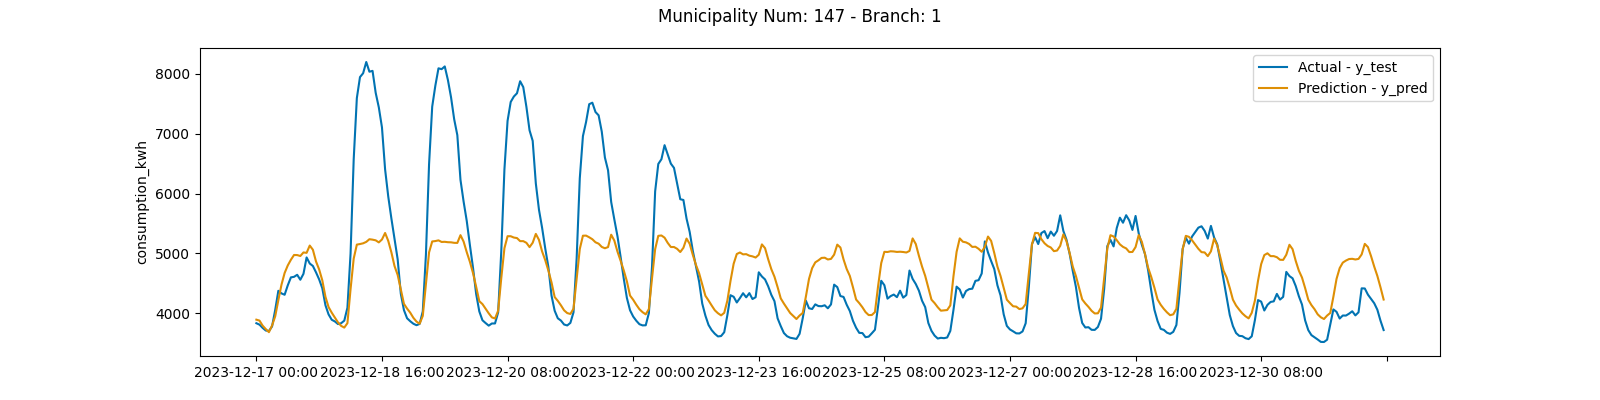 Municipality Num: 147 - Branch: 1
Actual - y_test
Prediction - y_pred
consumption_kwh
8000
7000
6000
5000
4000
2023-12-17 00:00 2023-12-18 16:00 2023-12-20 08:00 2023-12-22 00:00 2023-12-23 16:00 2023-12-25 08:00 2023-12-27 00:00 2023-12-28 16:00 2023-12-30 08:00